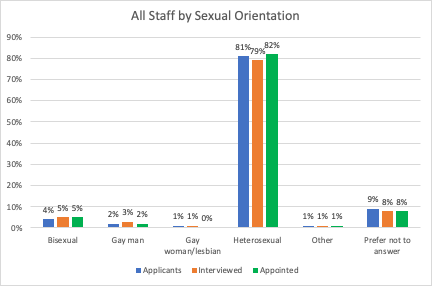 All Staff by Sexual Orientation
90%
80%
70%
60%
50%
40%
30%
20%
10%
0%
4% 5% 5%
2% 3% 2%
1% 1% 0%
81% 79% 82%
1% 1% 1%
9% 8% 8%
Bisexual
Gay man
Gay
woman/lesbian
Heterosexual
Other
Prefer not to
answer
Applicants Interviewed Appointed